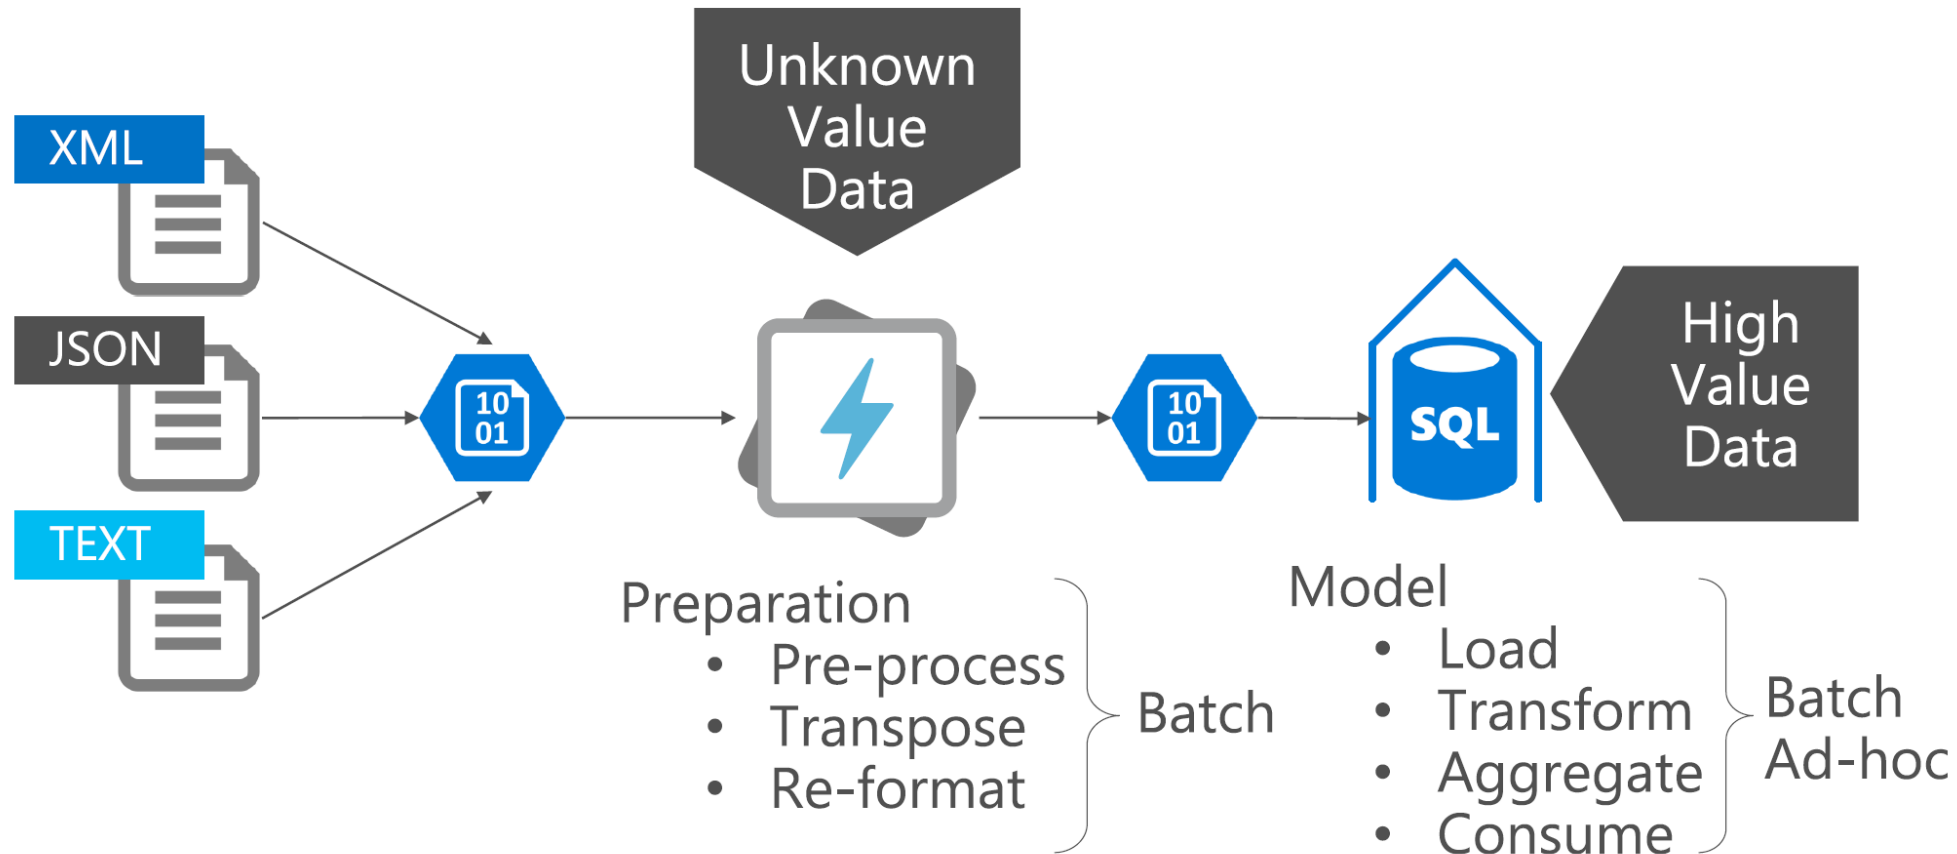 Unknown
Value
Data
XML
JSON
TEXT
10
01
10
01
SQL
High
Value
Data
Preparation
• Pre-process
• Transpose
• Re-format
Batch
Model
• Load
• Transform
• Aggregate
• Consume
Batch
Ad-hoc